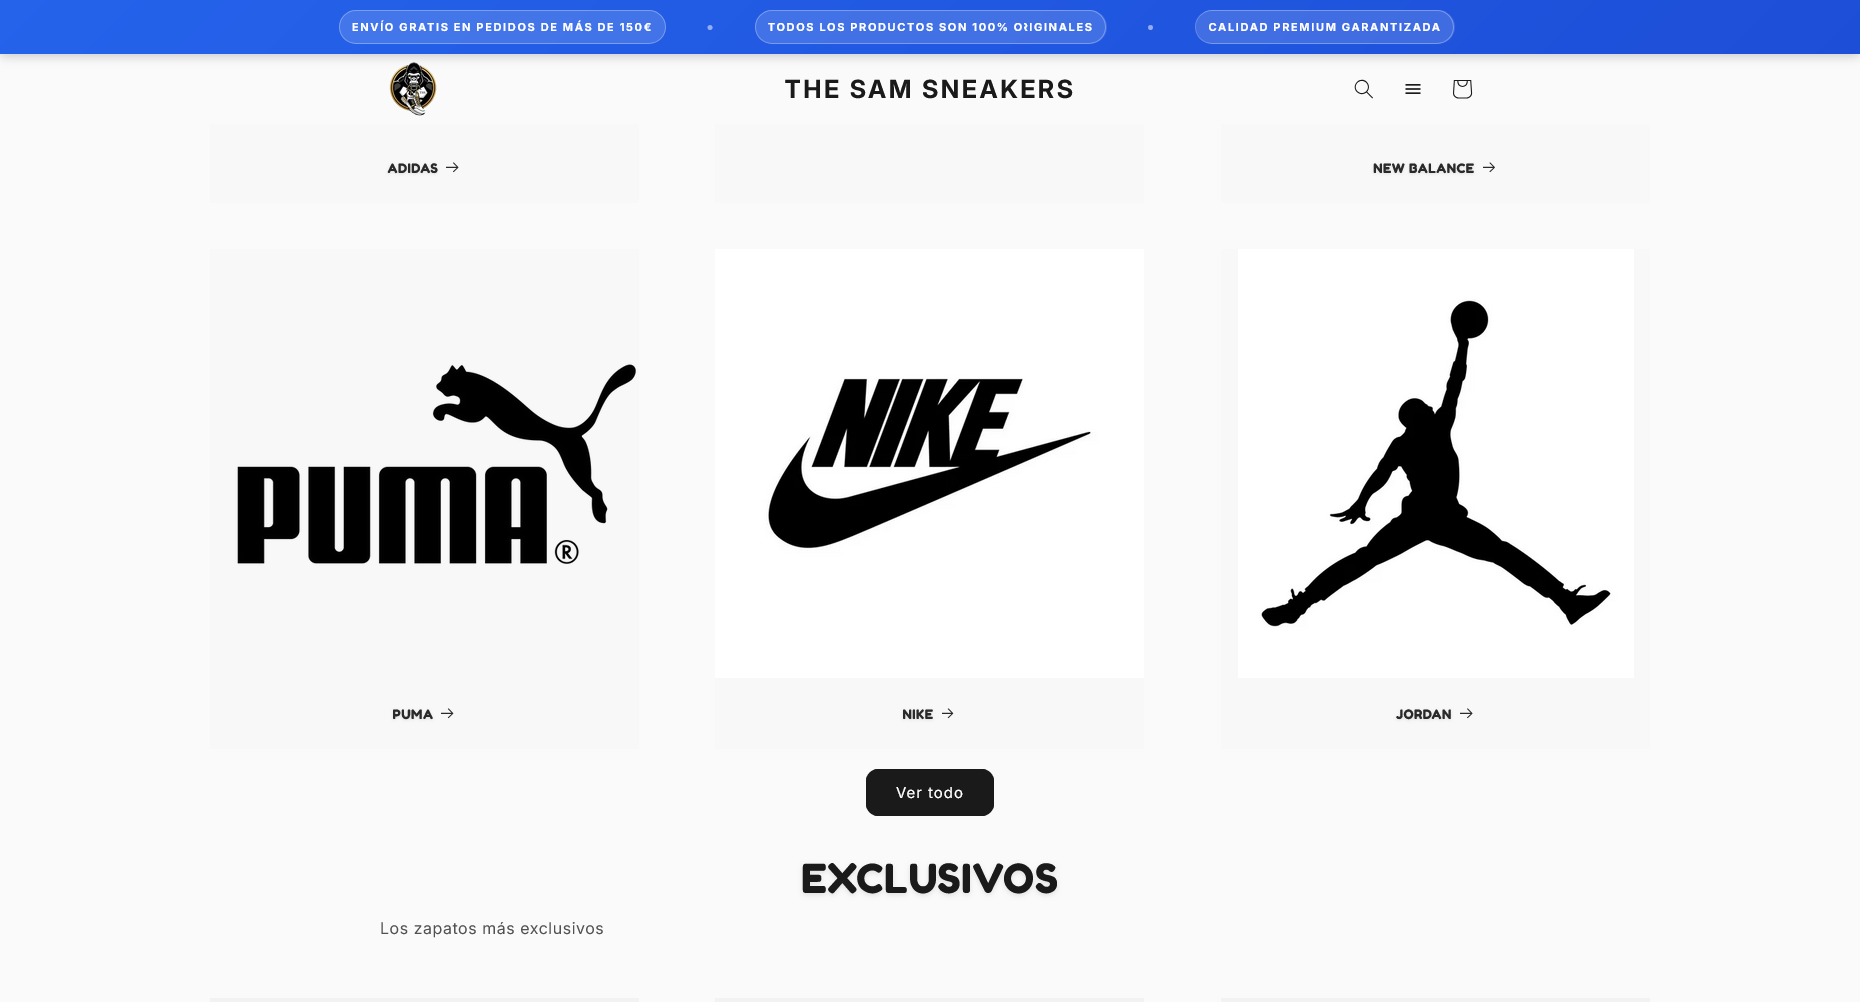 ENVÍO GRATIS EN PEDIDOS DE MÁS DE 150€ • TODOS LOS PRODUCTOS SON 100% ORIGINALES • CALIDAD PREMIUM GARANTIZADA
THE SAM SNEAKERS
ADIDAS →
NEW BALANCE →
PUMA®
NIKE
PUMA →
NIKE →
JORDAN →
Ver todo
EXCLUSIVOS
Los zapatos más exclusivos